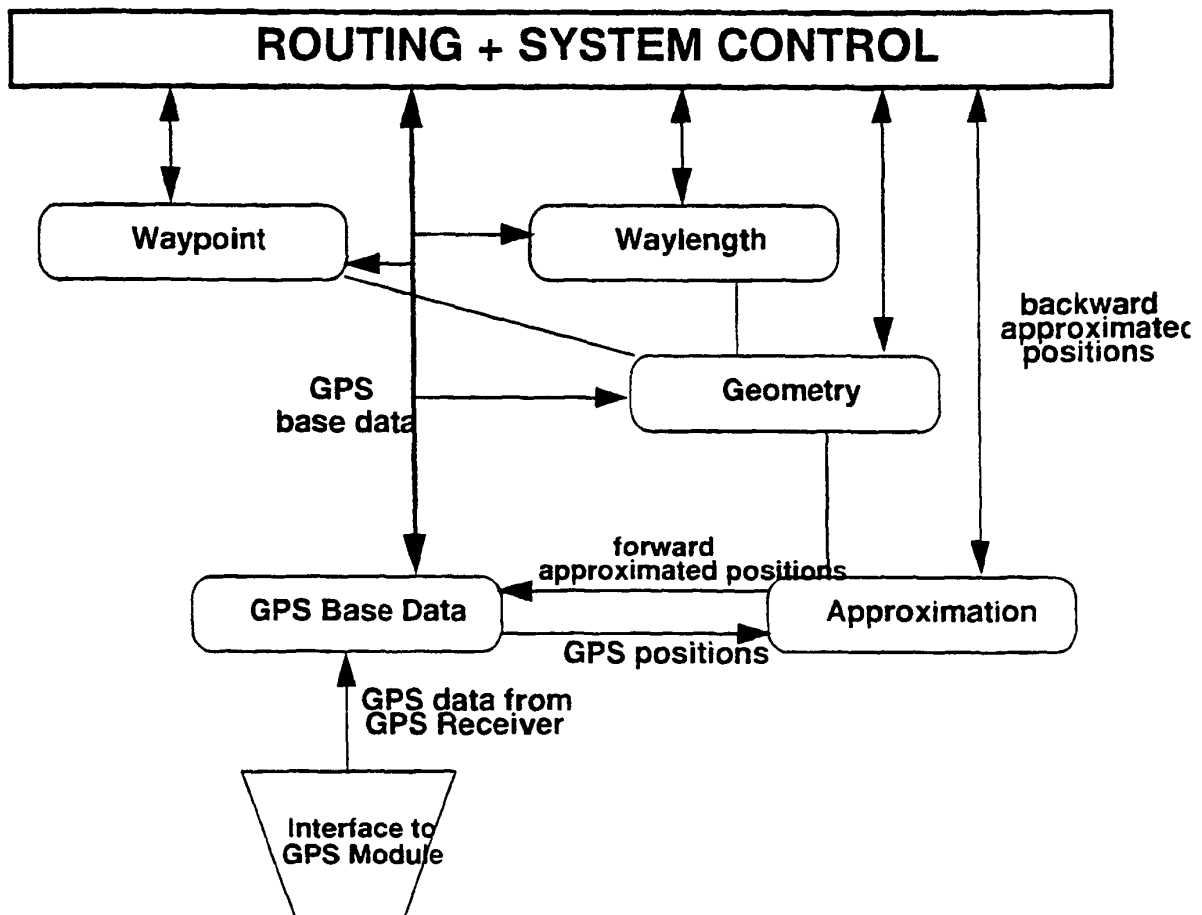 ROUTING + SYSTEM CONTROL
Waypoint
Waylength
backward
approximated
positions
Geometry
GPS
base data
forward
approximated positions
GPS Base Data
Approximation
GPS positions
GPS data from
GPS Receiver
Interface to
GPS Module